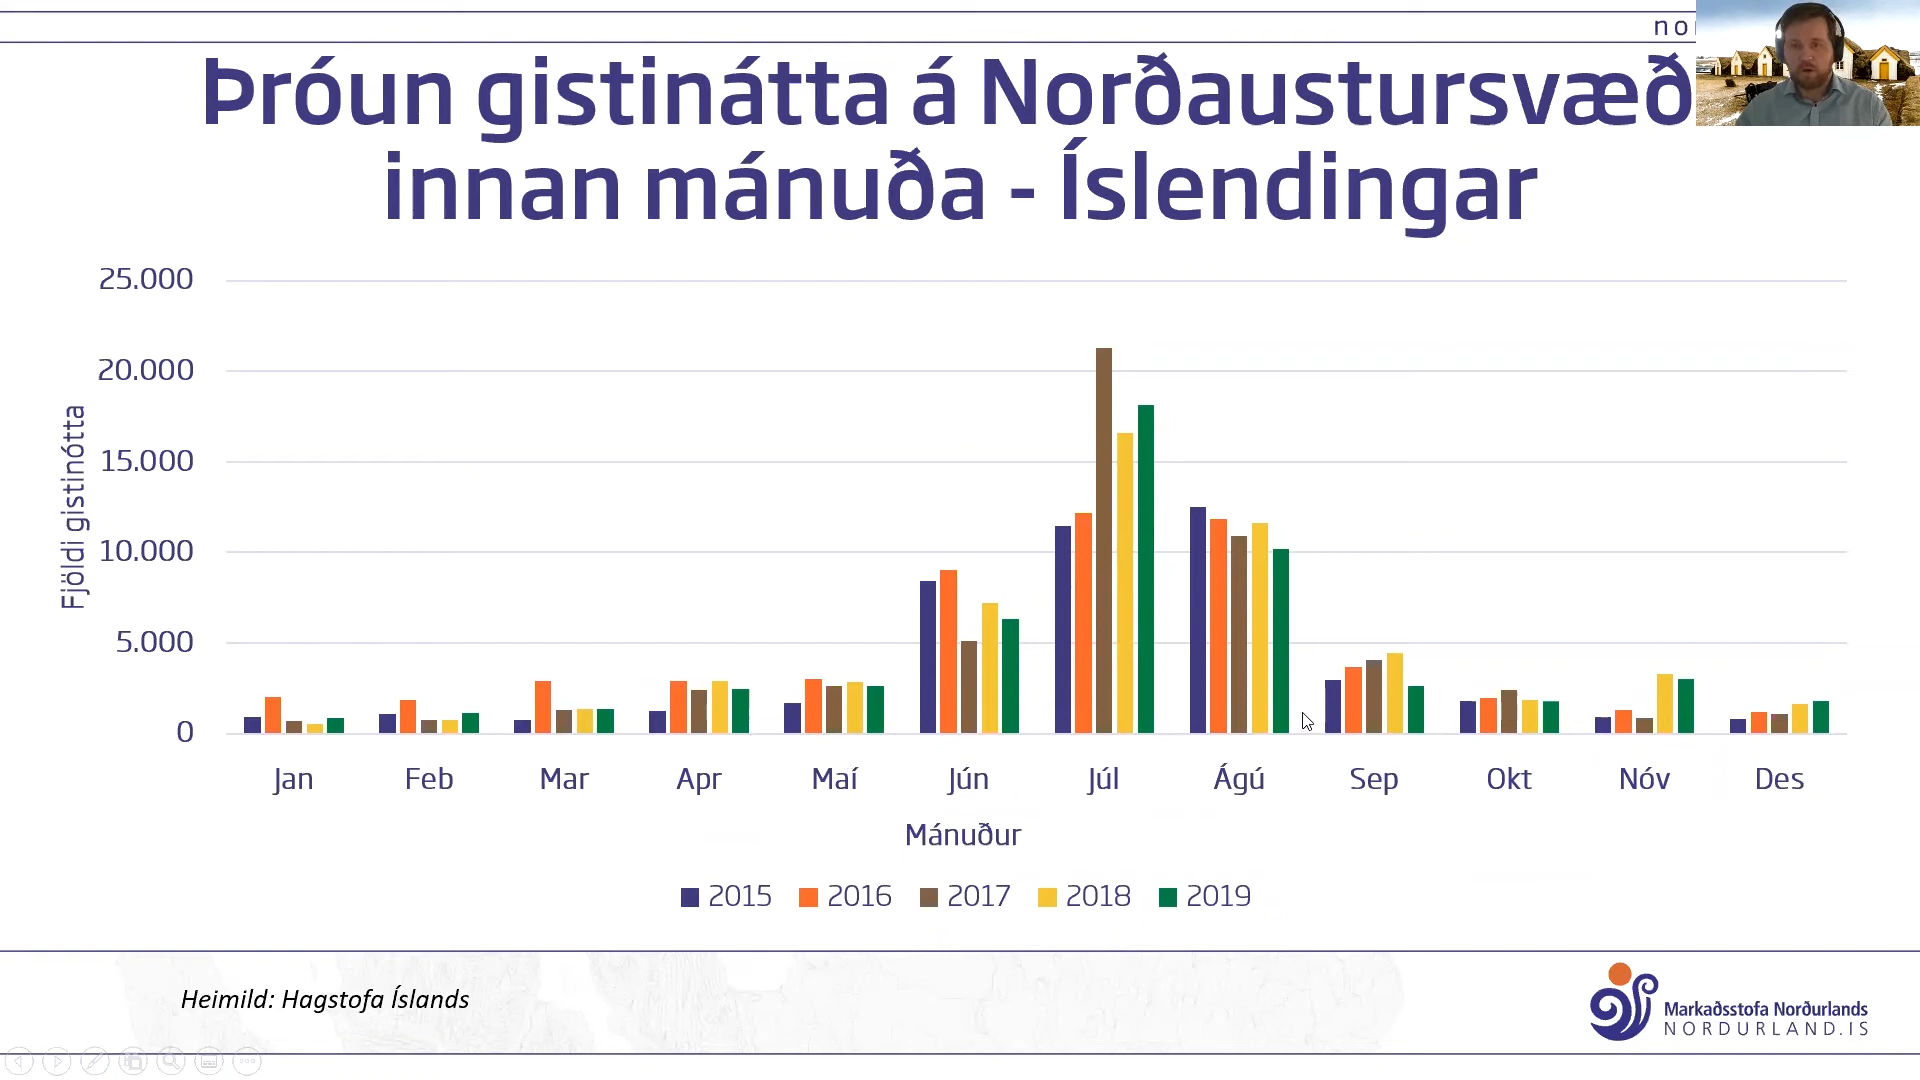 Þróun gistinátta á Norðaustursvæð
innan mánuða - Íslendingar
Fjöldi gistinótta
25.000
20.000
15.000
10.000
5.000
0
Jan Feb Mar Apr Maí Jún Júl Ágú Sep Okt Nóv Des
Mánuður
2015 2016 2017 2018 2019
Heimild: Hagstofa Íslands
Markaðsstofa Norðurlands
NORDURLAND.IS